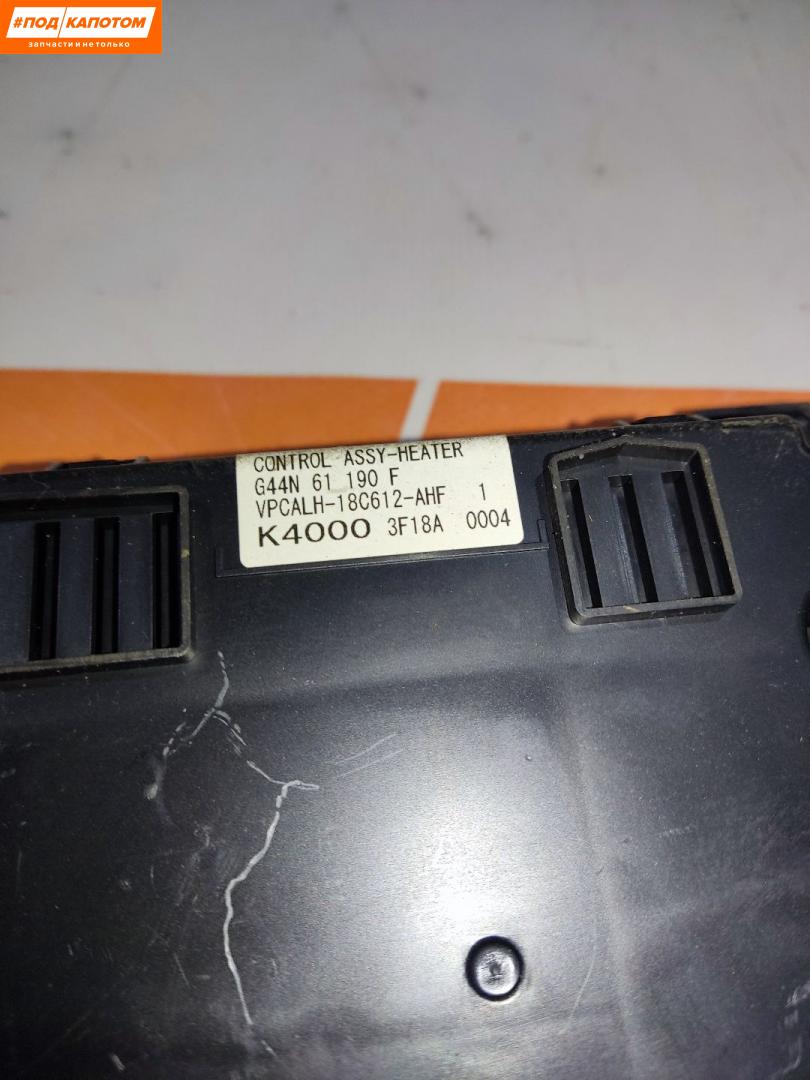 #ПОД КАПОТОМ
запчасти и не только
CONTROL ASSY-HEATER
G44N 61 190 F
VPCALH-18C612-AHF 1
K4000 3F18A 0004